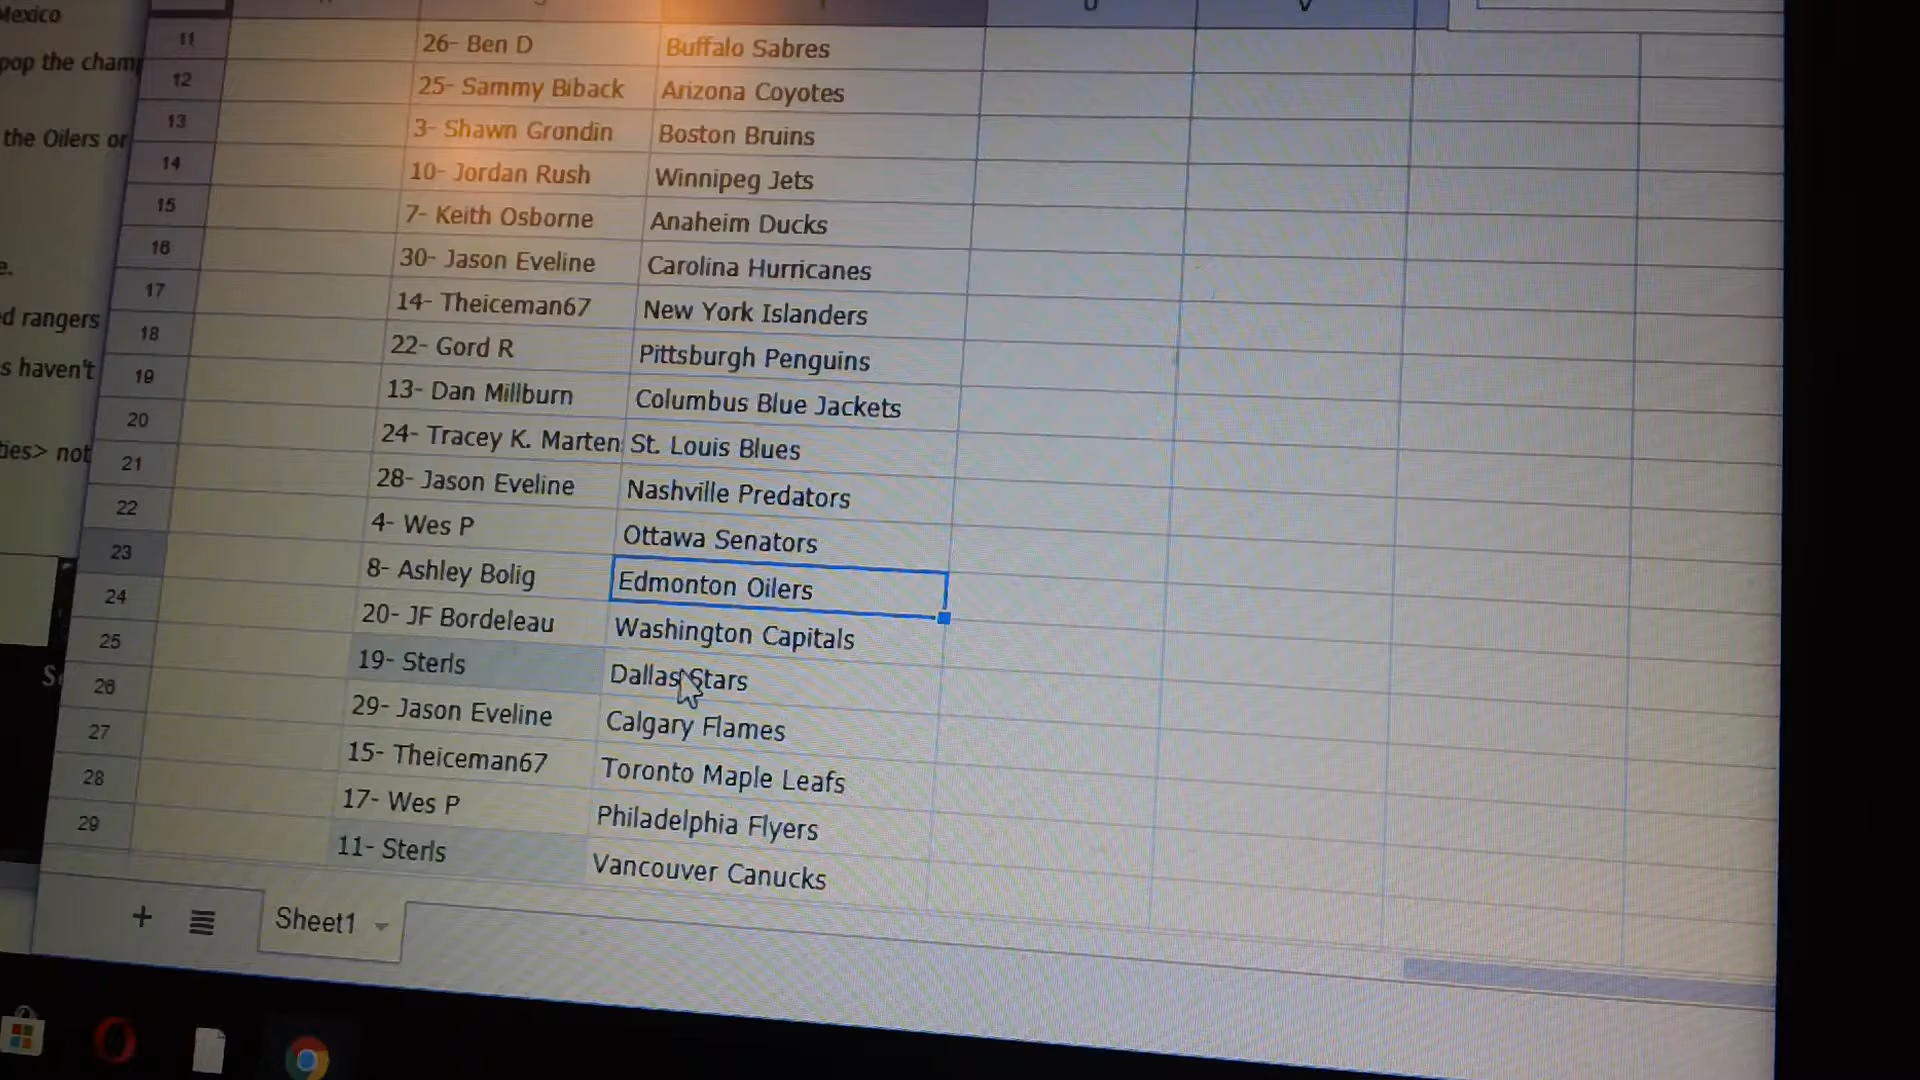 Mexico
pop the cham
the Oilers or
e.
d rangers
s haven't
ies> not
U V
11 26- Ben D Buffalo Sabres
12 25- Sammy Biback Arizona Coyotes
13 3- Shawn Grondin Boston Bruins
14 10- Jordan Rush Winnipeg Jets
15 7- Keith Osborne Anaheim Ducks
16 30- Jason Eveline Carolina Hurricanes
17 14- Theiceman67 New York Islanders
18 22- Gord R Pittsburgh Penguins
19 13- Dan Millburn Columbus Blue Jackets
20 24- Tracey K. Marten St. Louis Blues
21 28- Jason Eveline Nashville Predators
22 4- Wes P Ottawa Senators
23 8- Ashley Bolig Edmonton Oilers
24 20- JF Bordeleau Washington Capitals
25 19- Sterls Dallas Stars
26 29- Jason Eveline Calgary Flames
27 15- Theiceman67 Toronto Maple Leafs
28 17- Wes P Philadelphia Flyers
29 11- Sterls Vancouver Canucks
Sheet1